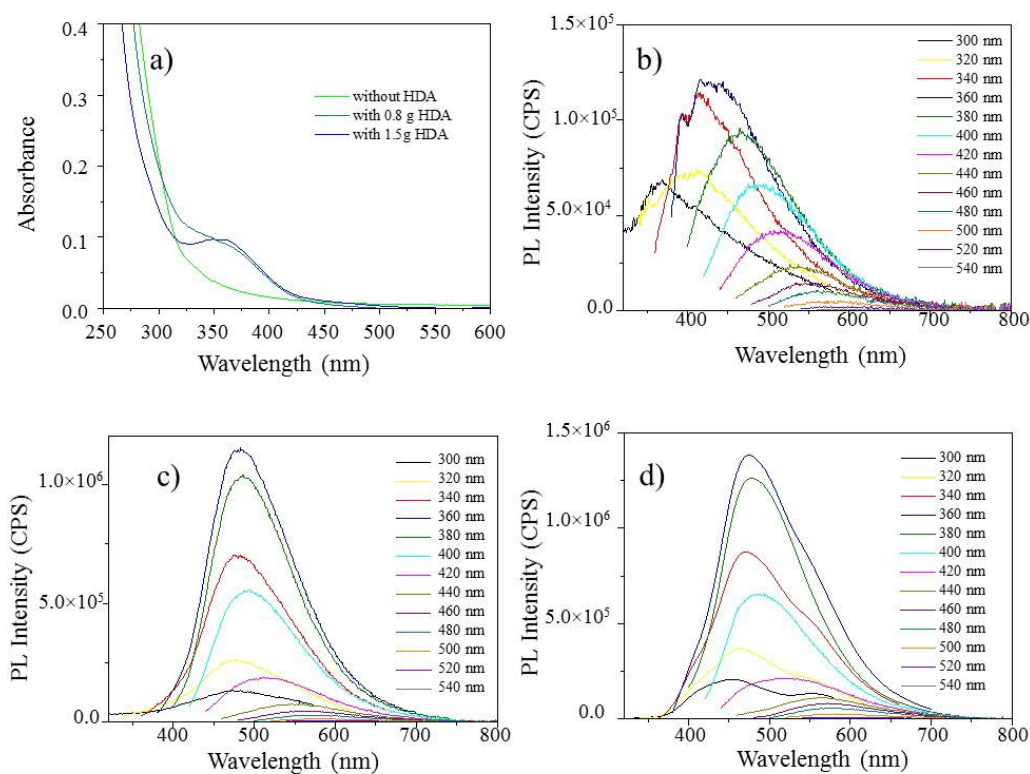 a)
0.4
0.3
0.2
0.1
0.0
Absorbance
without HDA
with 0.8 g HDA
with 1.5g HDA
250 300 350 400 450 500 550 600
Wavelength (nm)
b)
1.5×10⁵
1.0×10⁵
5.0×10⁴
0.0
PL Intensity (CPS)
300 nm
320 nm
340 nm
360 nm
380 nm
400 nm
420 nm
440 nm
460 nm
480 nm
500 nm
520 nm
540 nm
400 500 600 700 800
Wavelength (nm)
c)
1.0×10⁶
5.0×10⁵
0.0
PL Intensity (CPS)
300 nm
320 nm
340 nm
360 nm
380 nm
400 nm
420 nm
440 nm
460 nm
480 nm
500 nm
520 nm
540 nm
400 500 600 700 800
Wavelength (nm)
d)
1.5×10⁶
1.0×10⁶
5.0×10⁵
0.0
PL Intensity (CPS)
300 nm
320 nm
340 nm
360 nm
380 nm
400 nm
420 nm
440 nm
460 nm
480 nm
500 nm
520 nm
540 nm
400 500 600 700 800
Wavelength (nm)